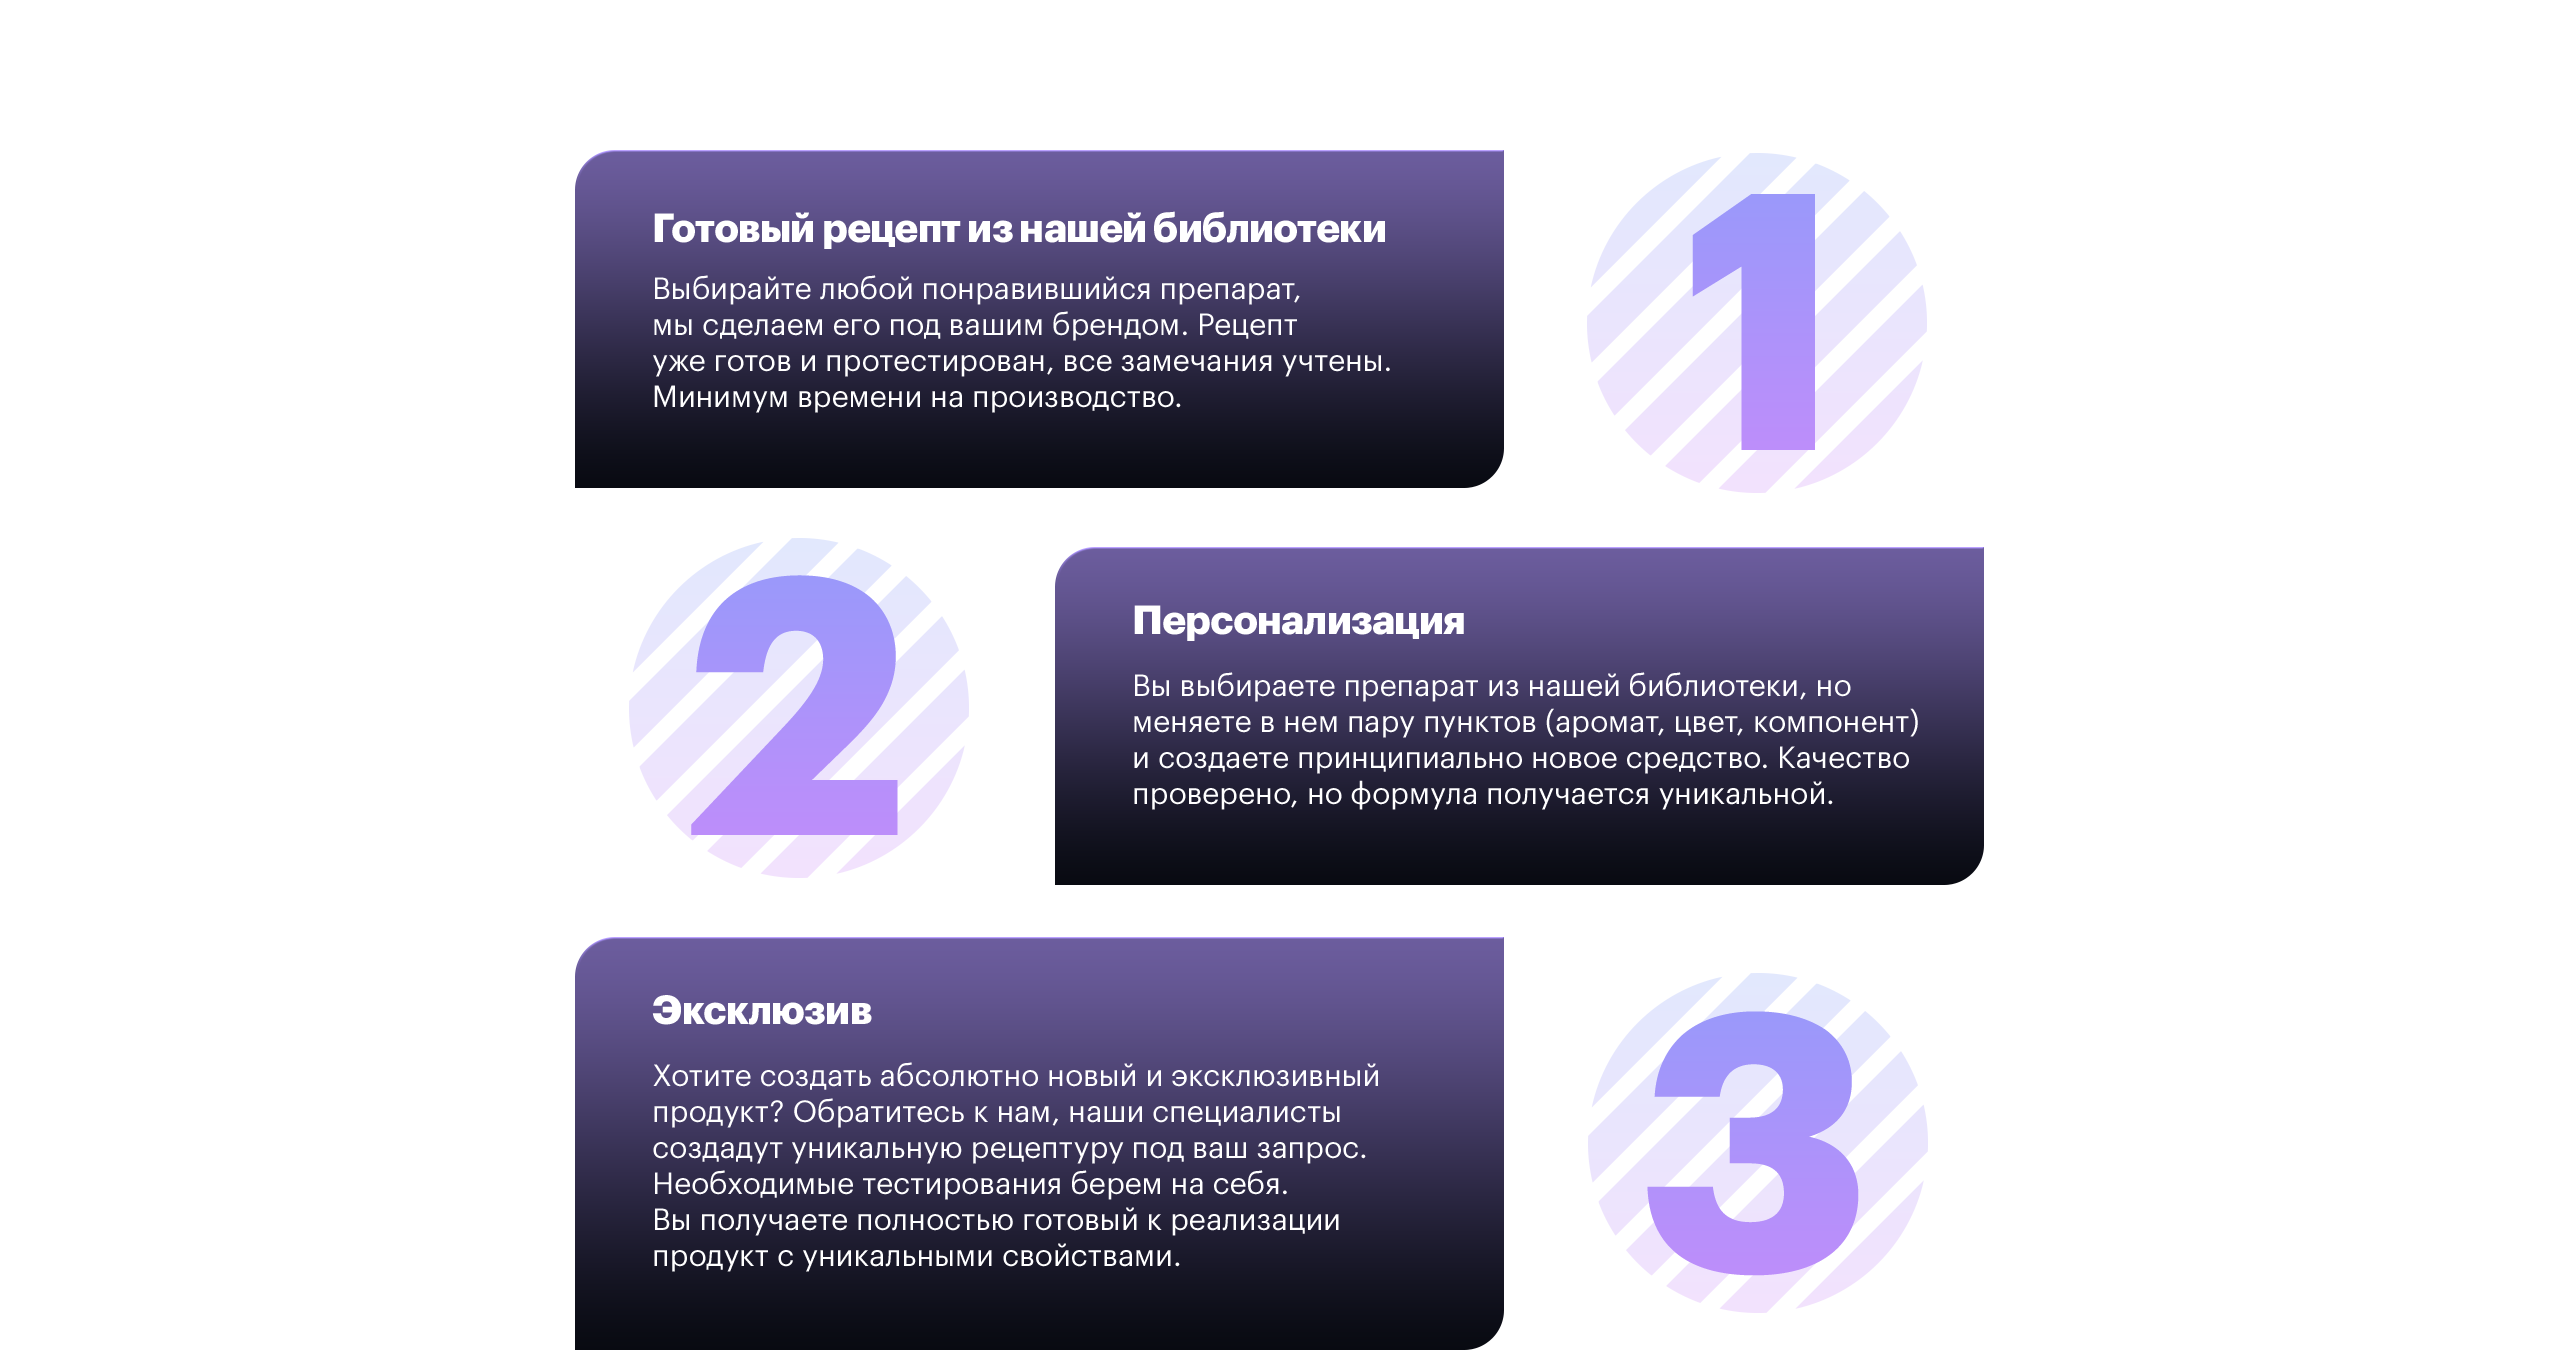 Готовый рецепт из нашей библиотеки
Выбирайте любой понравившийся препарат,
мы сделаем его под вашим брендом. Рецепт
уже готов и протестирован, все замечания учтены.
Минимум времени на производство.
1
2
Персонализация
Вы выбираете препарат из нашей библиотеки, но
меняете в нем пару пунктов (аромат, цвет, компонент)
и создаете принципиально новое средство. Качество
проверено, но формула получается уникальной.
Эксклюзив
Хотите создать абсолютно новый и эксклюзивный
продукт? Обратитесь к нам, наши специалисты
создадут уникальную рецептуру под ваш запрос.
Необходимые тестирования берем на себя.
Вы получаете полностью готовый к реализации
продукт с уникальными свойствами.
3